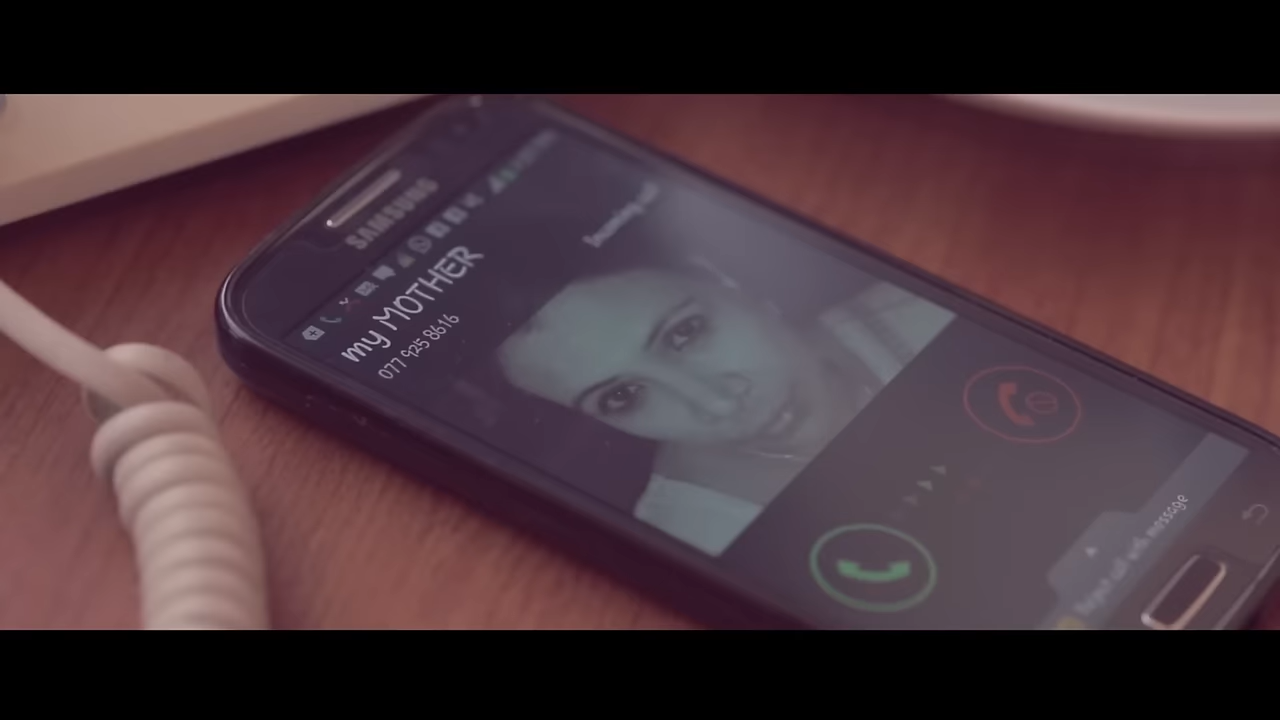 SAMSUNG
my MOTHER
077 925 8616
Incoming call
Reject call with message